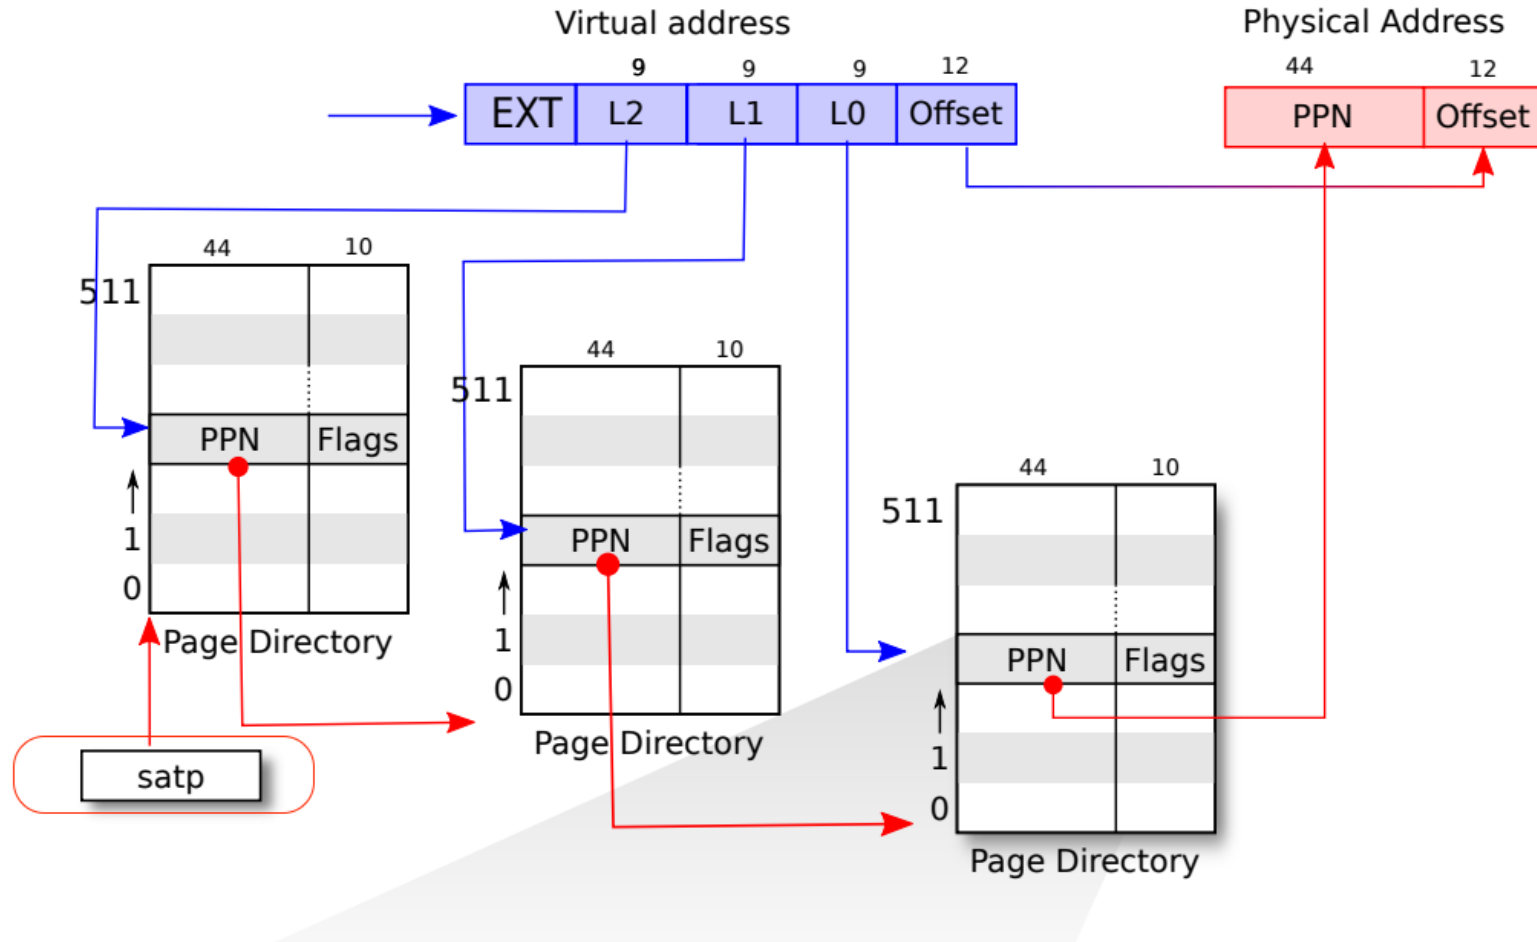 Virtual address
Physical Address
9
9
9
12
44
12
EXT
L2
L1
L0
Offset
PPN
Offset
44
10
511
PPN
Flags
1
0
Page Directory
satp
44
10
511
PPN
Flags
1
0
Page Directory
44
10
511
PPN
Flags
1
0
Page Directory